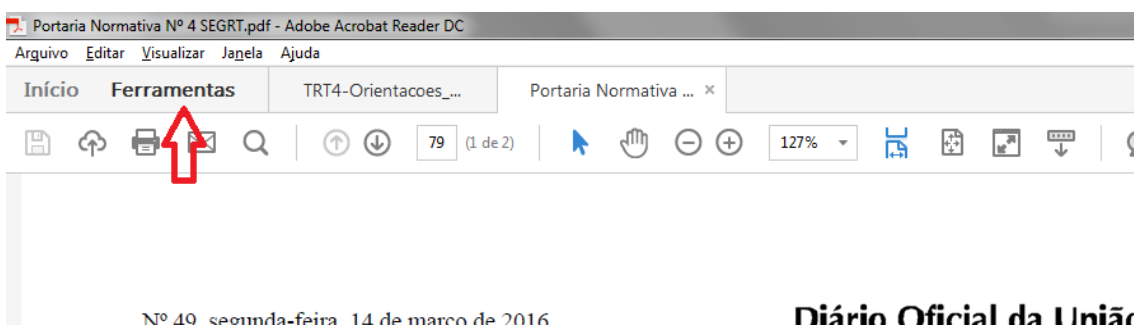 Portaria Normativa Nº 4 SEGRT.pdf - Adobe Acrobat Reader DC
Arquivo Editar Visualizar Janela Ajuda
Início Ferramentas TRT4-Orientacoes_... Portaria Normativa ... ×
79 (1 de 2) 127%
Nº 49, segunda-feira, 14 de março de 2016
Diário Oficial da União